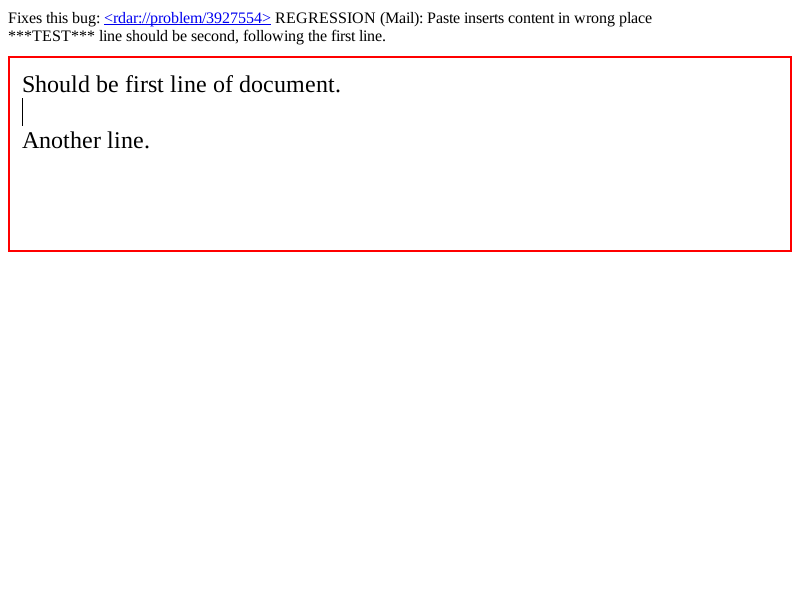 Fixes this bug: <rdar://problem/3927554> REGRESSION (Mail): Paste inserts content in wrong place
***TEST*** line should be second, following the first line.
Should be first line of document.
Another line.